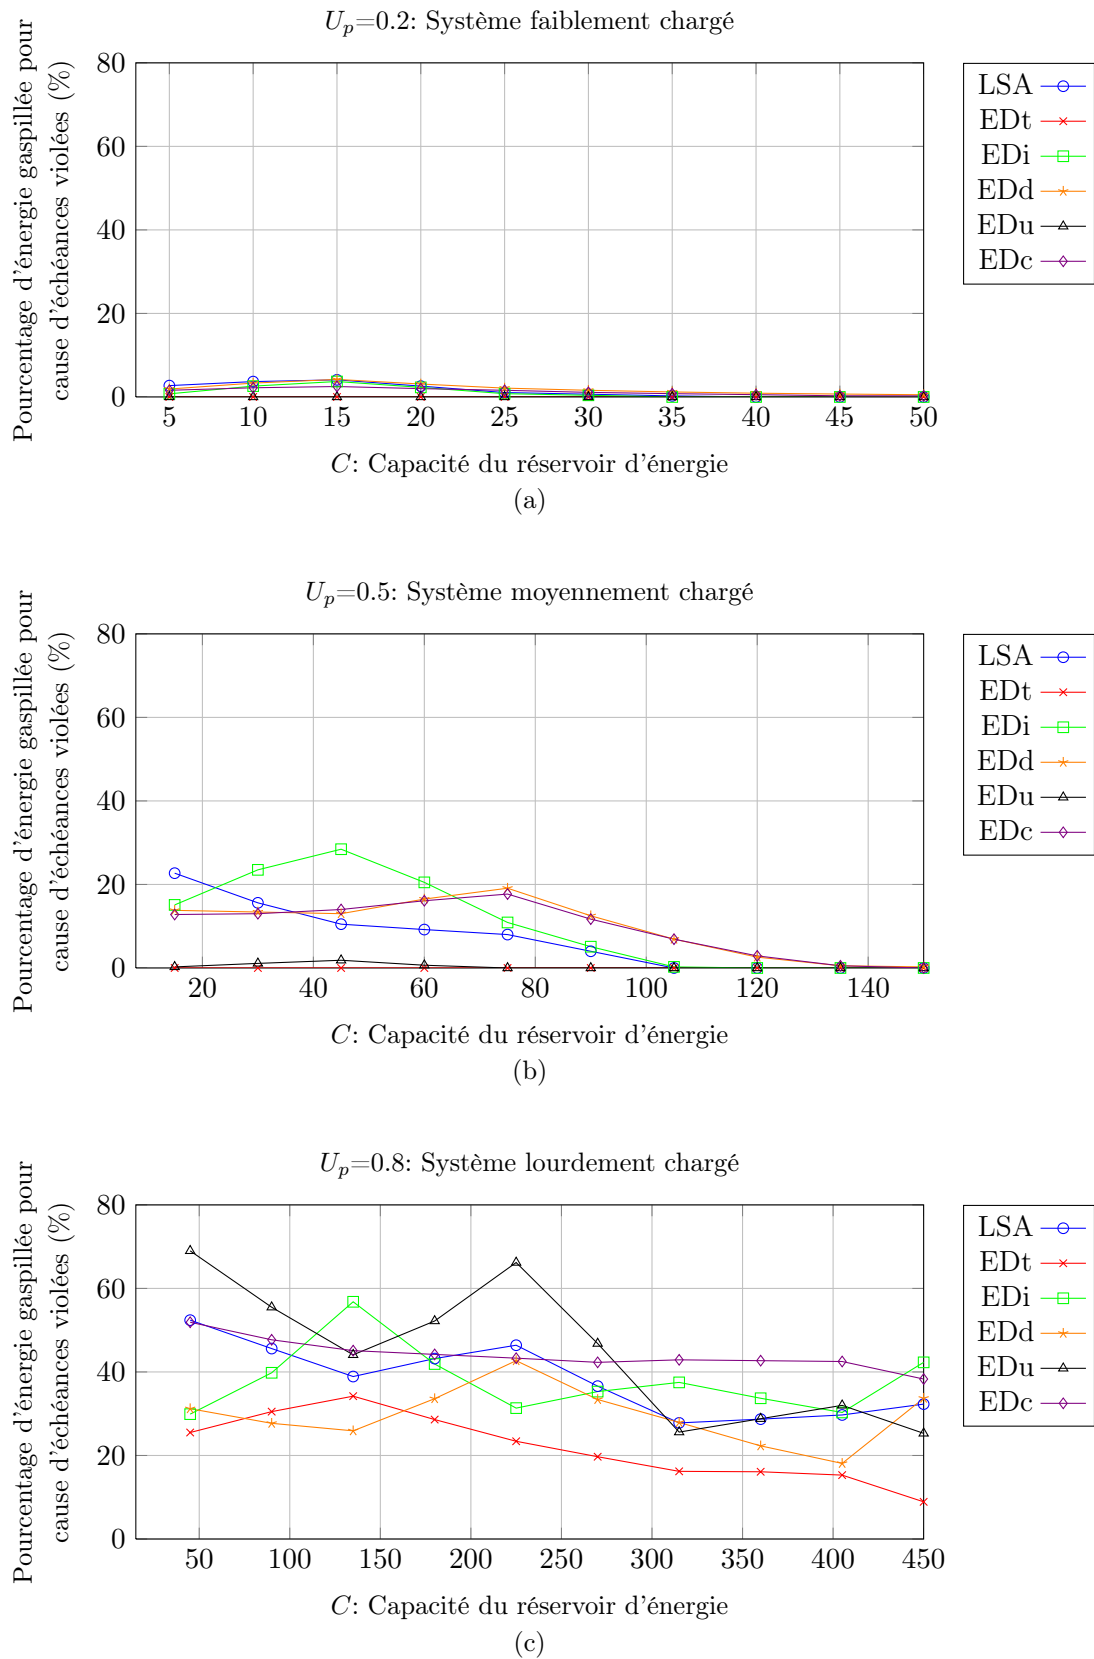 U_p=0.2: Système faiblement chargé
Pourcentage d'énergie gaspillée pour
cause d'échéances violées (%)
80
60
40
20
0
5 10 15 20 25 30 35 40 45 50
C: Capacité du réservoir d'énergie
(a)
LSA
EDt
EDi
EDd
EDu
EDc
U_p=0.5: Système moyennement chargé
Pourcentage d'énergie gaspillée pour
cause d'échéances violées (%)
80
60
40
20
0
20 40 60 80 100 120 140
C: Capacité du réservoir d'énergie
(b)
LSA
EDt
EDi
EDd
EDu
EDc
U_p=0.8: Système lourdement chargé
Pourcentage d'énergie gaspillée pour
cause d'échéances violées (%)
80
60
40
20
0
50 100 150 200 250 300 350 400 450
C: Capacité du réservoir d'énergie
(c)
LSA
EDt
EDi
EDd
EDu
EDc